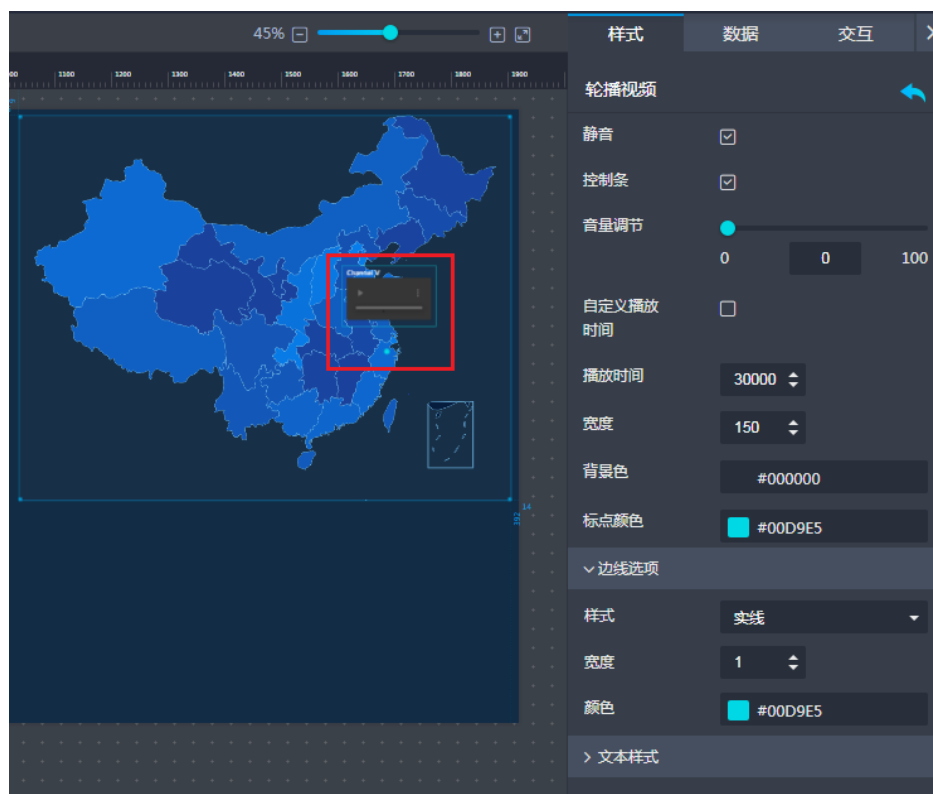 45%
样式 数据 交互
1100 1200 1300 1400 1500 1600 1700 1800 1900
轮播视频
静音
控制条
音量调节
0 0 100
自定义播放
时间
播放时间 30000
宽度 150
背景色 #000000
标点颜色 #00D9E5
边线选项
样式 实线
宽度 1
颜色 #00D9E5
文本样式
Channel V
14
392